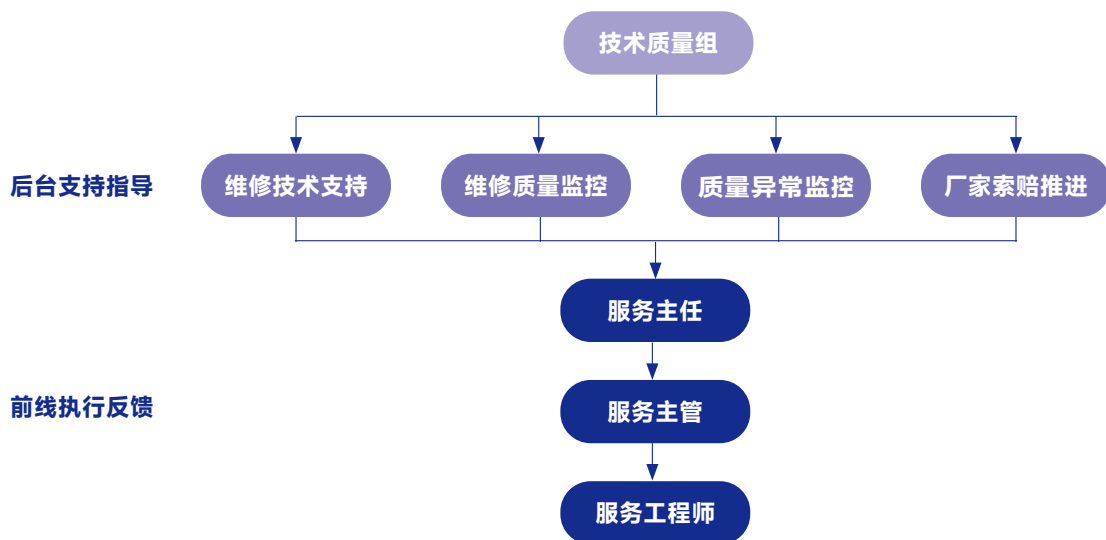 技术质量组
后台支持指导
维修技术支持
维修质量监控
质量异常监控
厂家索赔推进
服务主任
前线执行反馈
服务主管
服务工程师